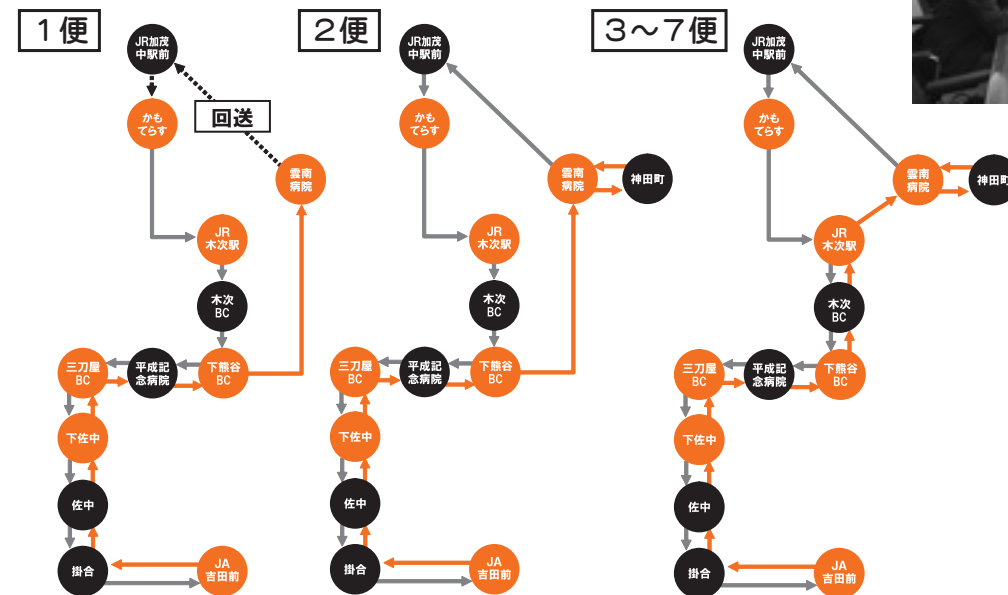 1便
JR加茂
中駅前
かも
てらす
回送
雲南
病院
JR
木次駅
木次
BC
三刀屋
BC
平成記
念病院
下熊谷
BC
下佐中
佐中
掛合
JA
吉田前
2便
JR加茂
中駅前
かも
てらす
雲南
病院
神田町
JR
木次駅
木次
BC
三刀屋
BC
平成記
念病院
下熊谷
BC
下佐中
佐中
掛合
JA
吉田前
3～7便
JR加茂
中駅前
かも
てらす
雲南
病院
神田町
JR
木次駅
木次
BC
三刀屋
BC
平成記
念病院
下熊谷
BC
下佐中
佐中
掛合
JA
吉田前